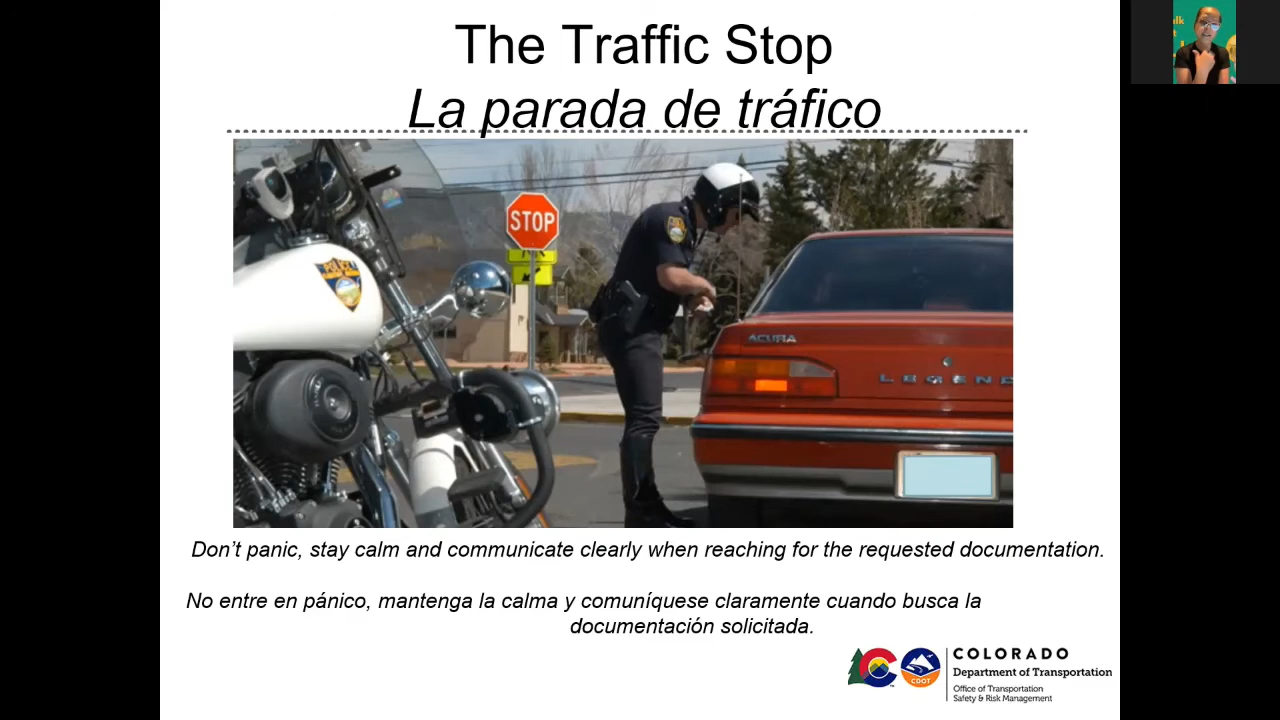 The Traffic Stop
La parada de tráfico
STOP
POLICE
ACURA
LEGEND
Don't panic, stay calm and communicate clearly when reaching for the requested documentation.
No entre en pánico, mantenga la calma y comuníquese claramente cuando busca la
documentación solicitada.
CDOT
COLORADO
Department of Transportation
Office of Transportation
Safety & Risk Management